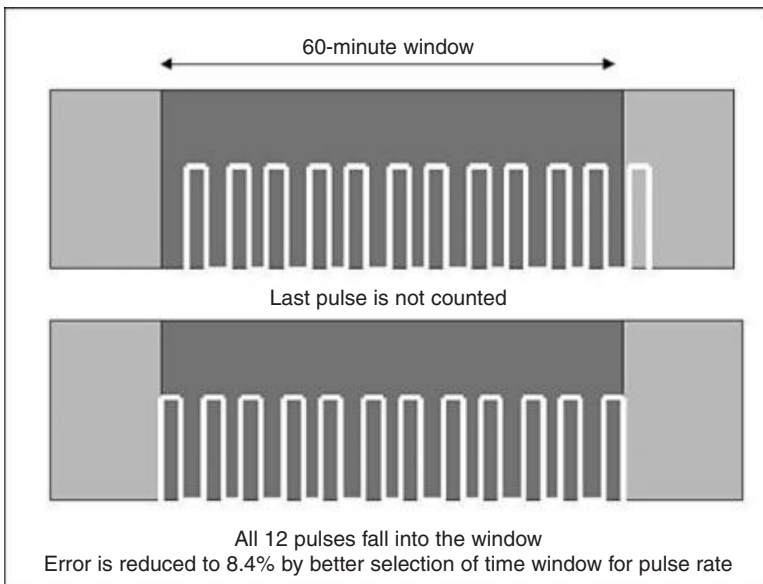 60-minute window
Last pulse is not counted
All 12 pulses fall into the window
Error is reduced to 8.4% by better selection of time window for pulse rate